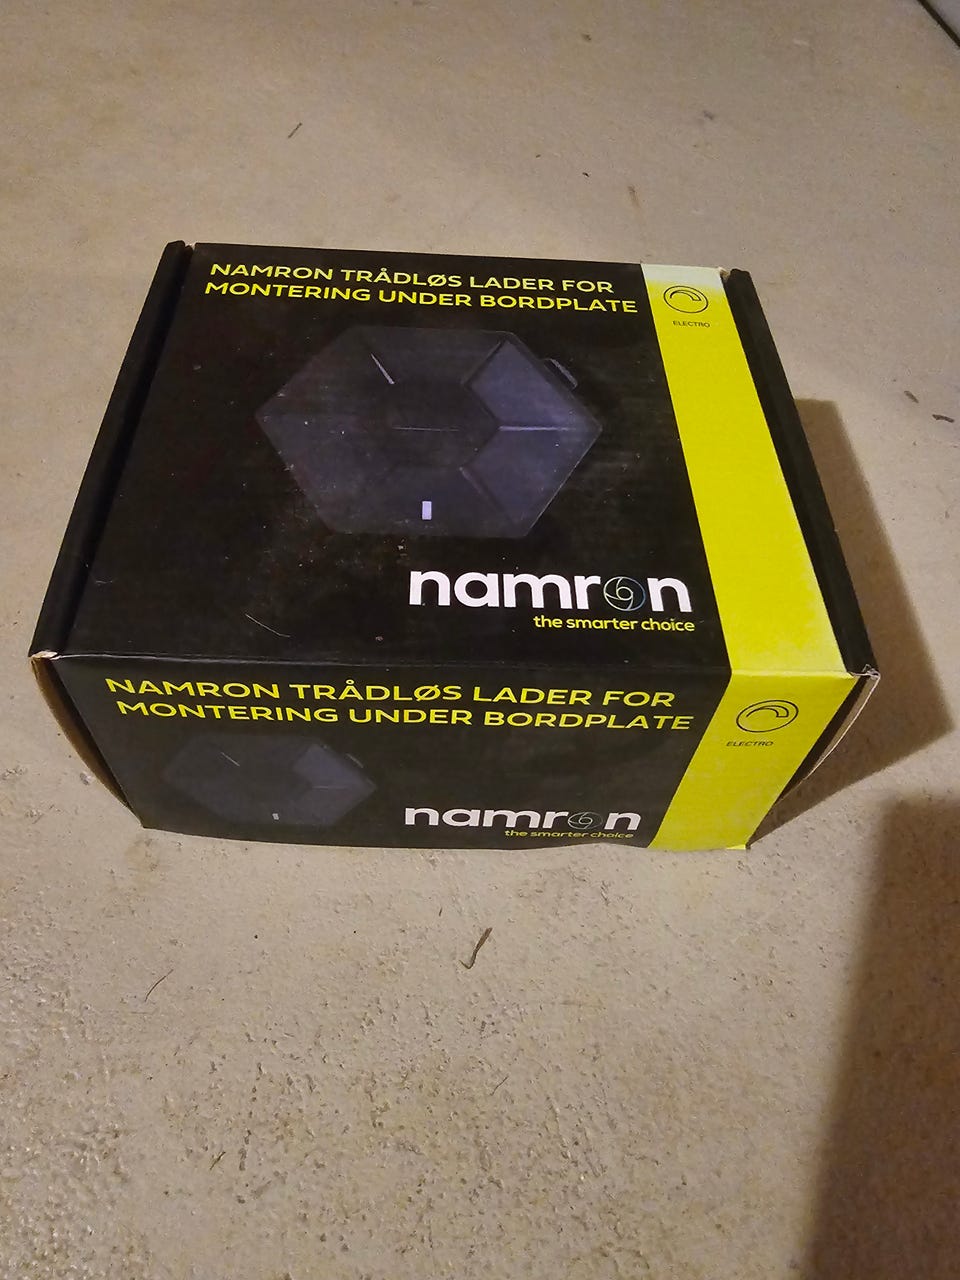 NAMRON TRÅDLØS LADER FOR
MONTERING UNDER BORDPLATE
ELECTRO
namron
the smarter choice
NAMRON TRÅDLØS LADER FOR
MONTERING UNDER BORDPLATE
ELECTRO
namron
the smarter choice